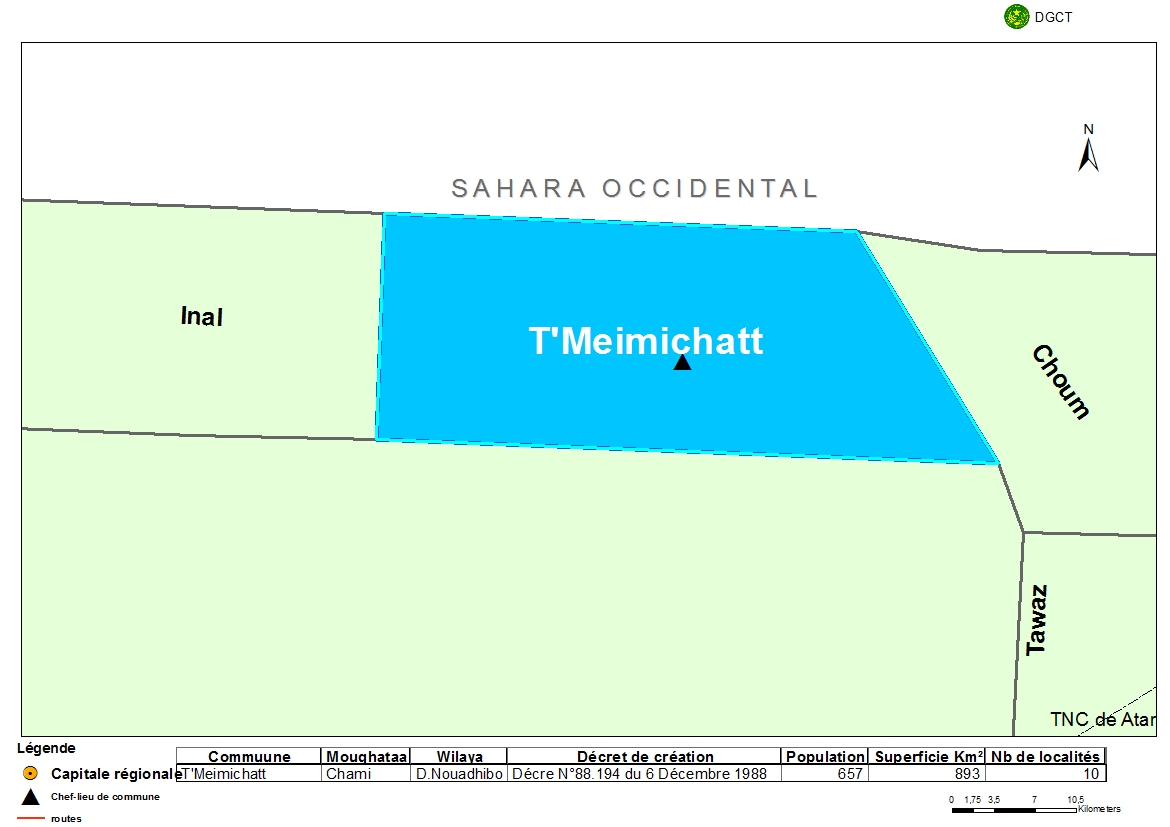 DGCT
N
SAHARA OCCIDENTAL
Inal
T'Meimichatt
Choum
Tawaz
TNC de Atar
Légende
Capitale régionale
Chef-lieu de commune
routes
Commuune Moughataa Wilaya Décret de création Population Superficie Km² Nb de localités
T'Meimichatt Chami D.Nouadhibo Décre N°88.194 du 6 Décembre 1988 657 893 10
0 1,75 3,5 7 10,5
Kilometers